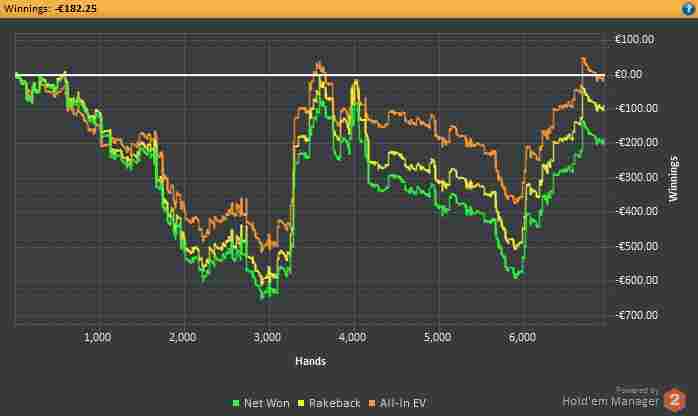 Winnings: -€182.25
?
€100.00
€0.00
-€100.00
-€200.00
-€300.00
-€400.00
-€500.00
-€600.00
-€700.00
Winnings
1,000 2,000 3,000 4,000 5,000 6,000
Hands
Net Won Rakeback All-In EV
Powered by
Hold'em Manager 2